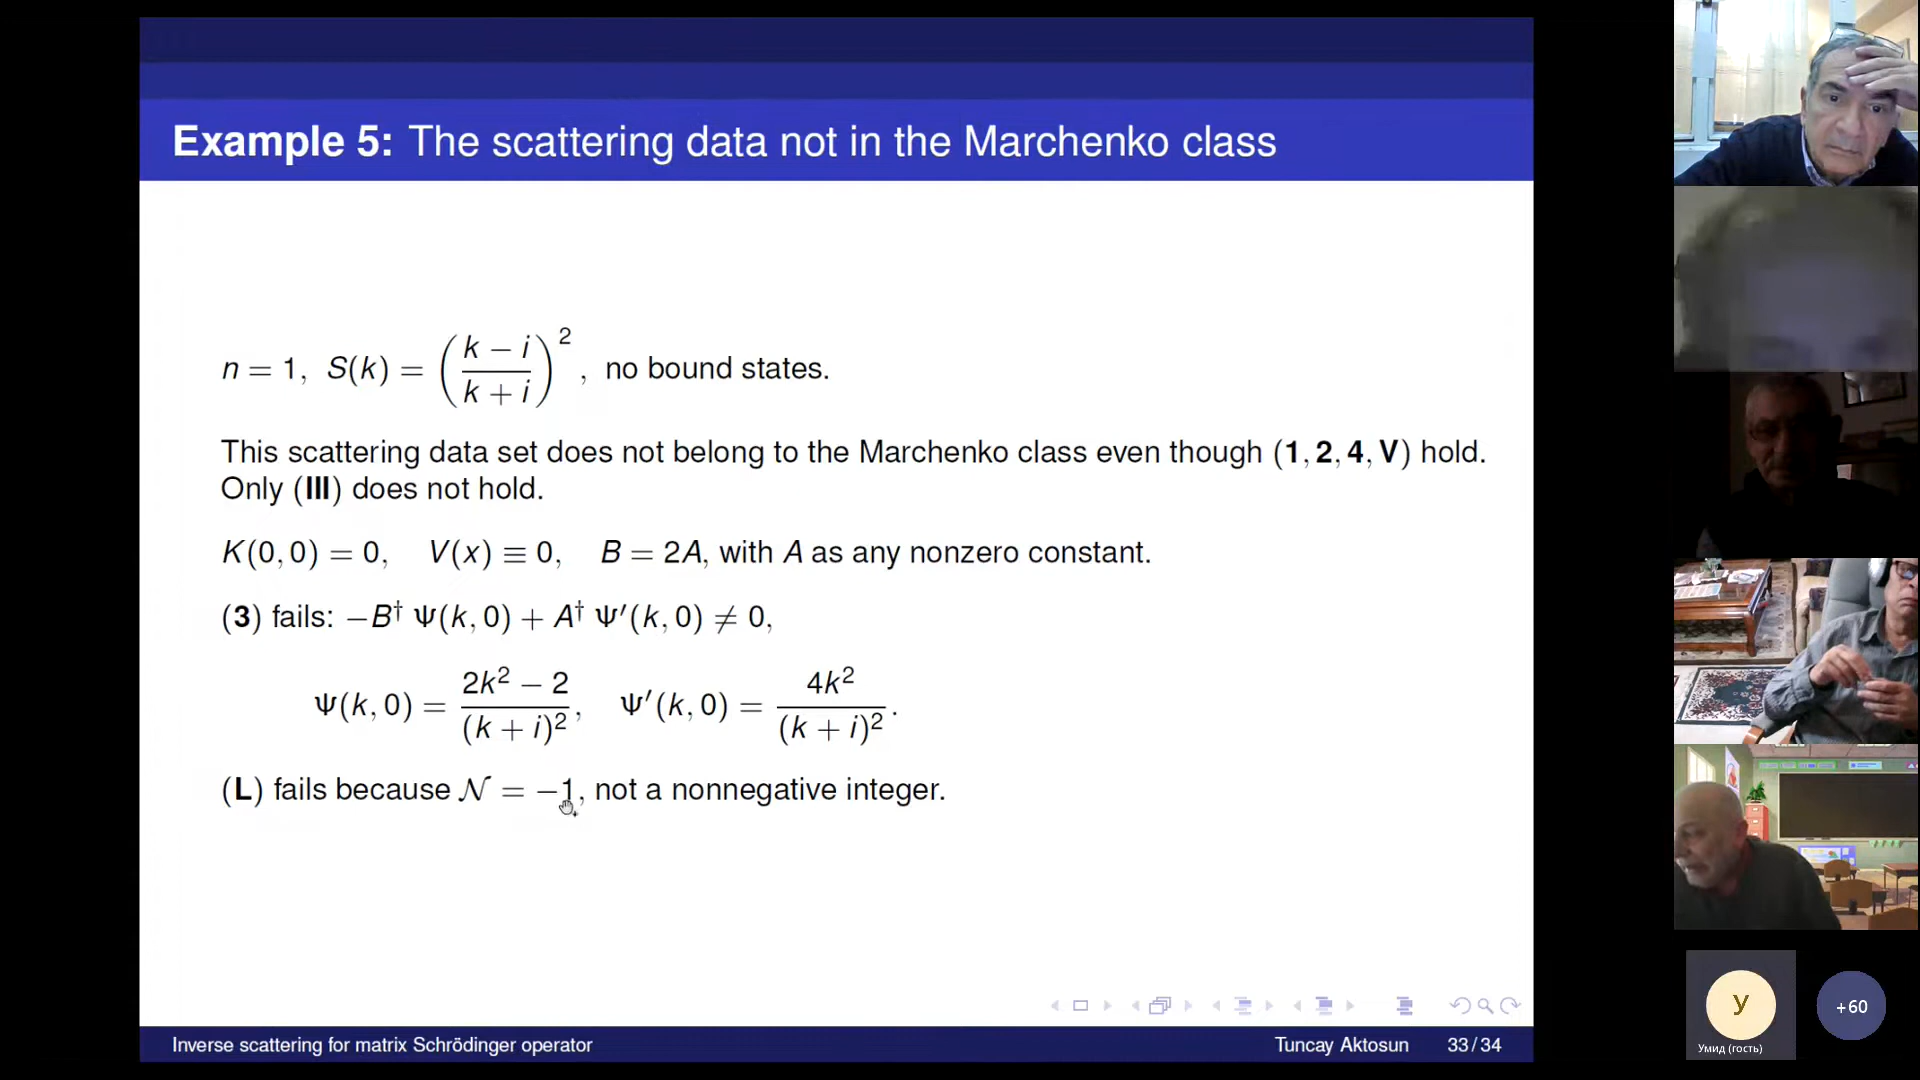 Example 5: The scattering data not in the Marchenko class
n = 1, S(k) = ( (k − i) / (k + i) )², no bound states.
This scattering data set does not belong to the Marchenko class even though (1, 2, 4, V) hold.
Only (III) does not hold.
K(0, 0) = 0, V(x) ≡ 0, B = 2A, with A as any nonzero constant.
(3) fails: −B† Ψ(k, 0) + A† Ψ′(k, 0) ≠ 0,
Ψ(k, 0) = (2k² − 2) / (k + i)², Ψ′(k, 0) = 4k² / (k + i)².
(L) fails because 𝒩 = −1, not a nonnegative integer.
Inverse scattering for matrix Schrödinger operator Tuncay Aktosun 33 / 34
У
+60
Умид (гость)